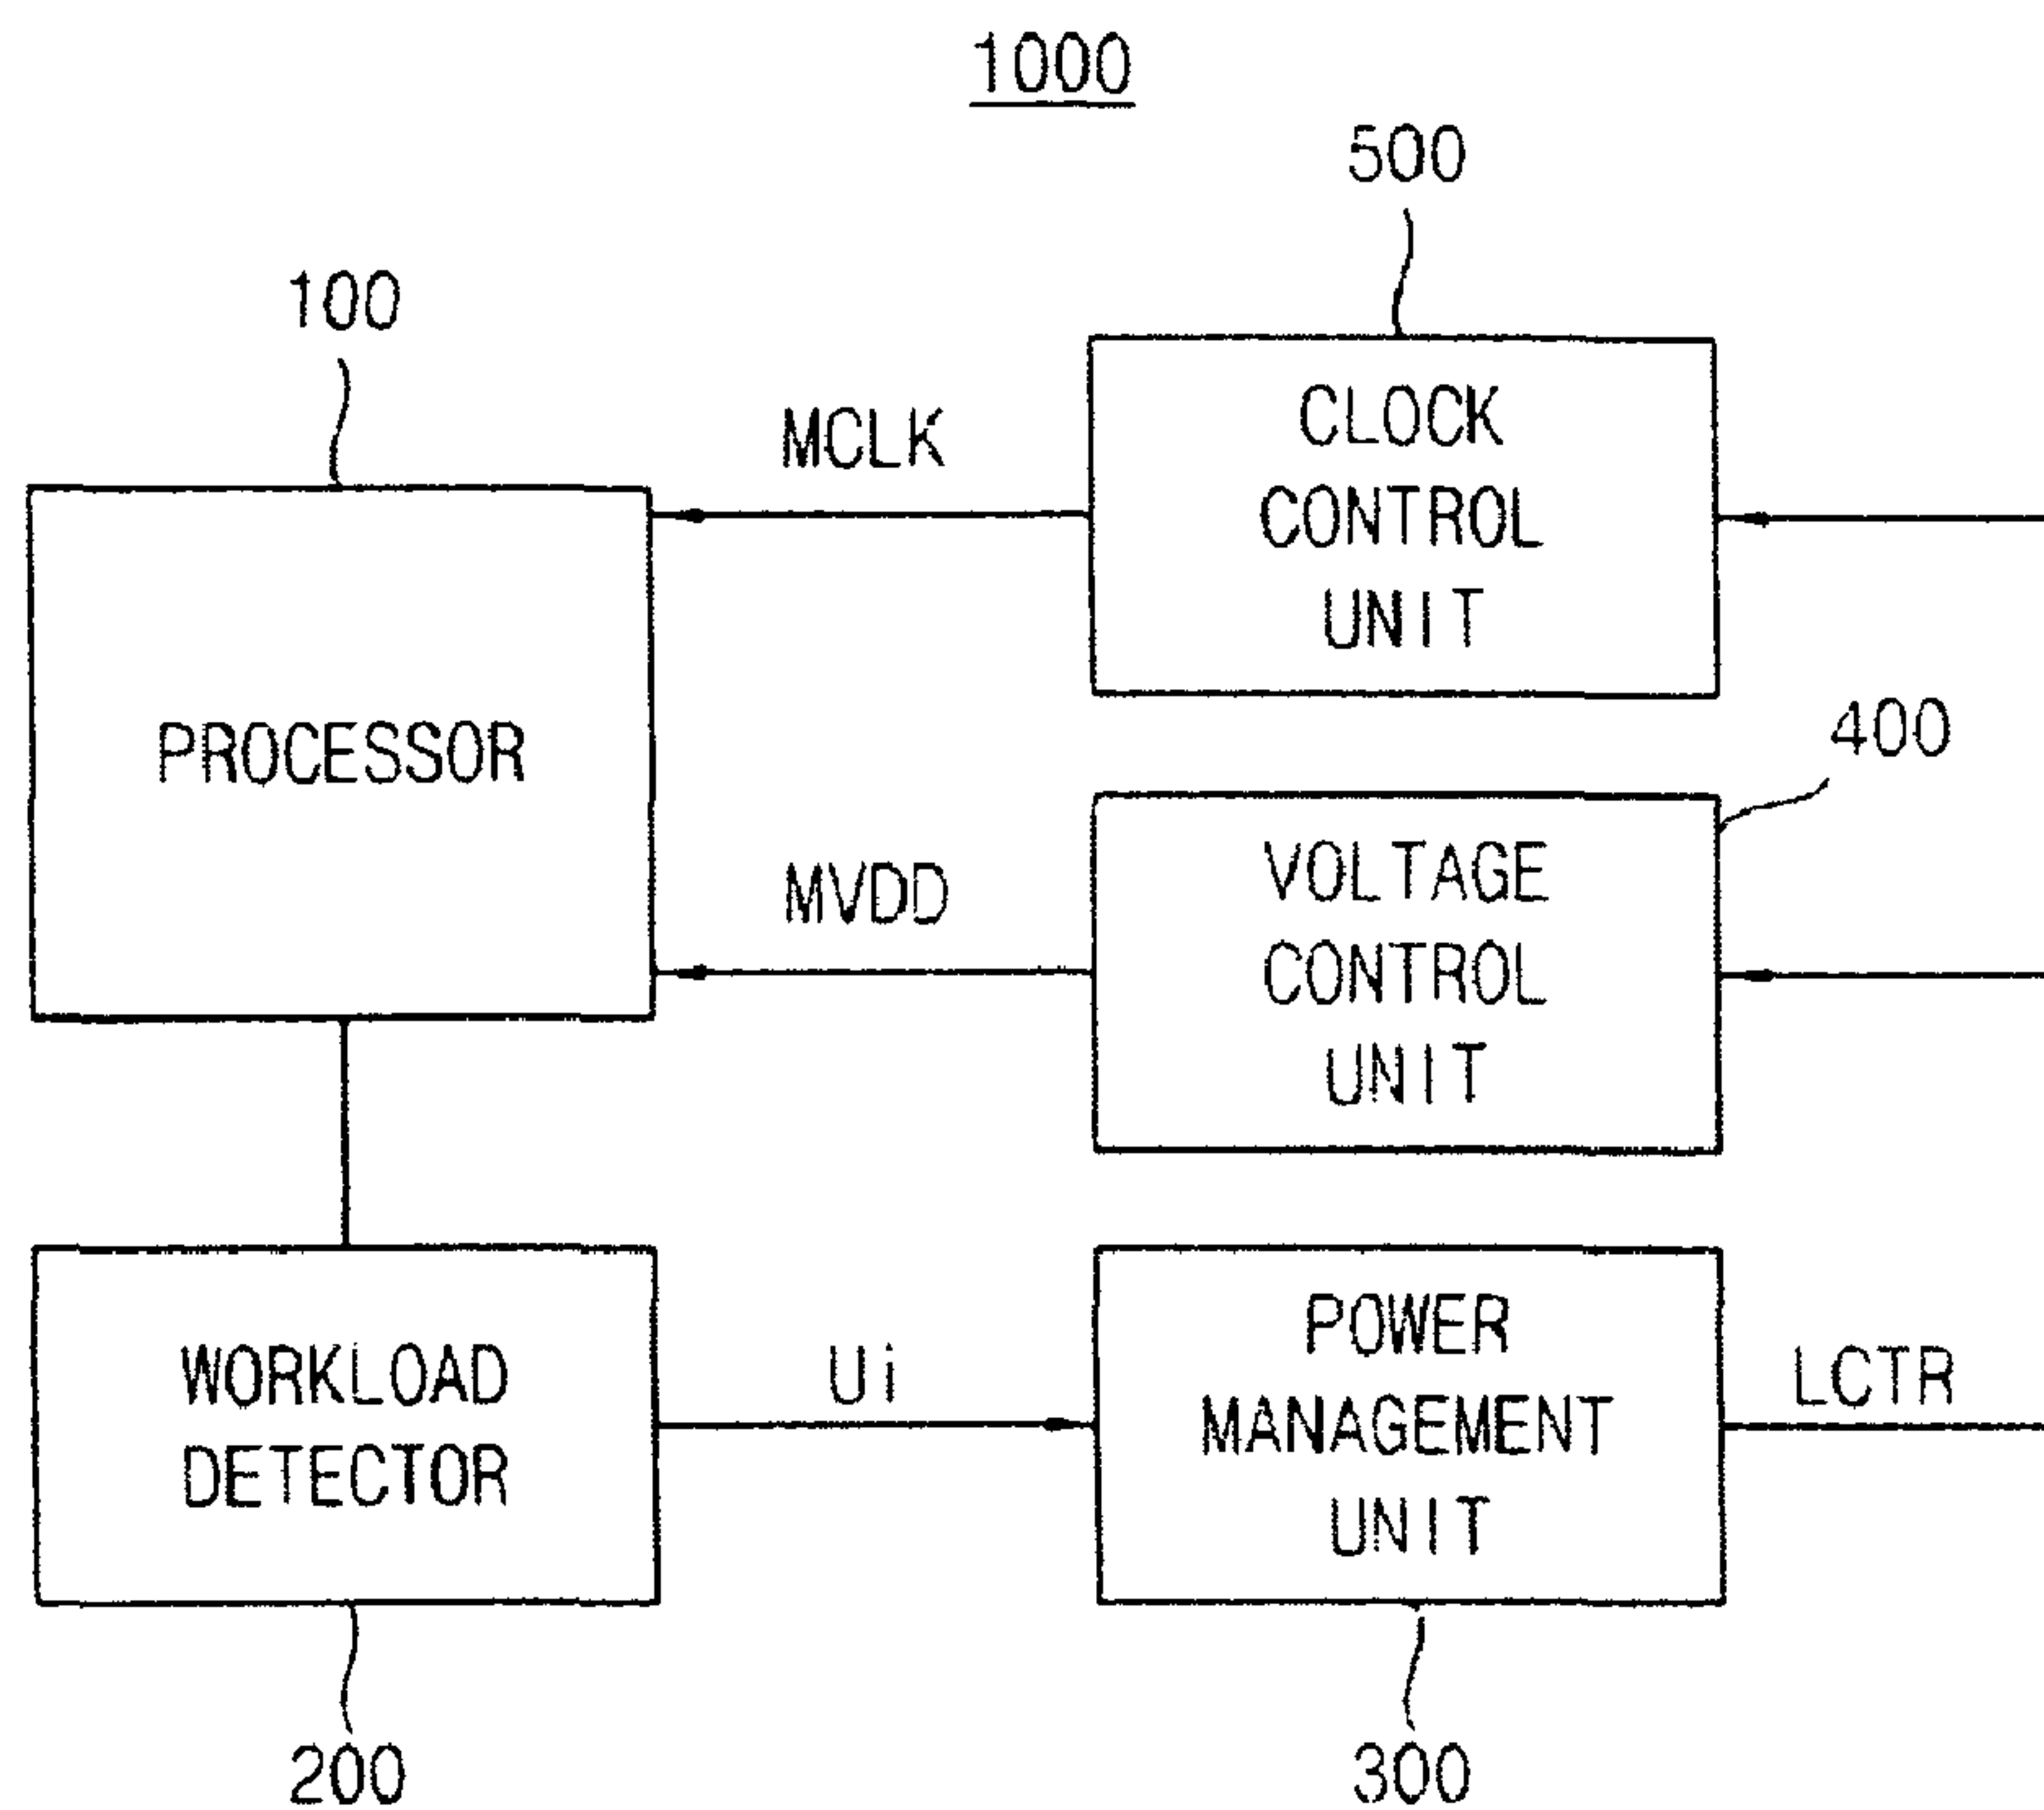 1000
500
100
MCLK
CLOCK
CONTROL
UNIT
PROCESSOR
400
MVDD
VOLTAGE
CONTROL
UNIT
WORKLOAD
DETECTOR
Ui
POWER
MANAGEMENT
UNIT
LCTR
200
300